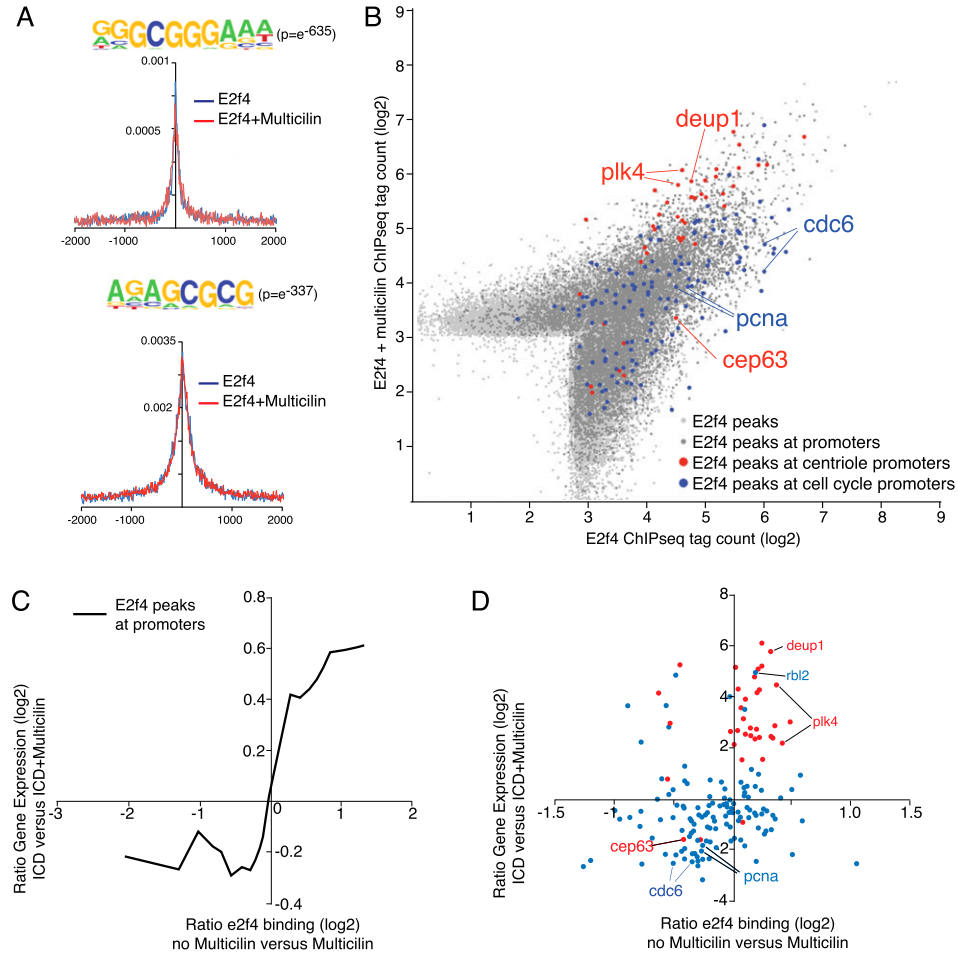 A
GGGCGGGAAA (p=e-635)
0.001
E2f4
E2f4+Multicilin
0.0005
-2000 -1000 1000 2000
AGAGCGCG (p=e-337)
0.0035
E2f4
E2f4+Multicilin
0.002
-2000 -1000 1000 2000
B
E2f4 + multicilin ChIPseq tag count (log2)
9
8
7
6
5
4
3
2
1
deup1
plk4
cdc6
pcna
cep63
E2f4 peaks
E2f4 peaks at promoters
E2f4 peaks at centriole promoters
E2f4 peaks at cell cycle promoters
1 2 3 4 5 6 7 8 9
E2f4 ChIPseq tag count (log2)
C
E2f4 peaks
at promoters
Ratio Gene Expression (log2)
ICD versus ICD+Multicilin
0.8
0.6
0.4
0.2
-3 -1 0 1 2
-0.2
-0.4
Ratio e2f4 binding (log2)
no Multicilin versus Multicilin
D
Ratio Gene Expression (log2)
ICD versus ICD+Multicilin
8
6
4
2
deup1
rbl2
plk4
-1.5 -1 1.0 1.5
cep63
-2
cdc6
pcna
-4
Ratio e2f4 binding (log2)
no Multicilin versus Multicilin